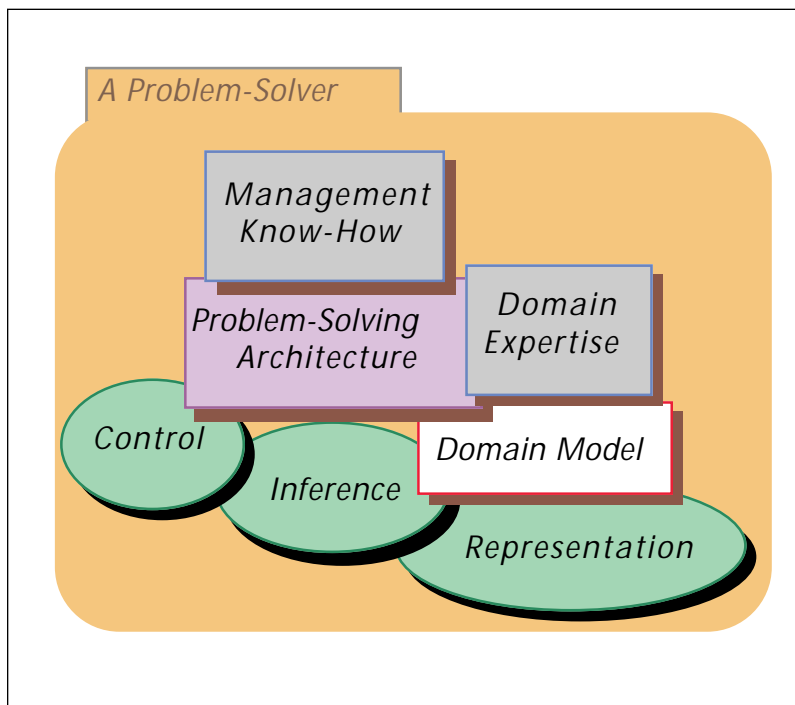 A Problem-Solver
Management
Know-How
Problem-Solving
Architecture
Domain
Expertise
Control
Inference
Domain Model
Representation